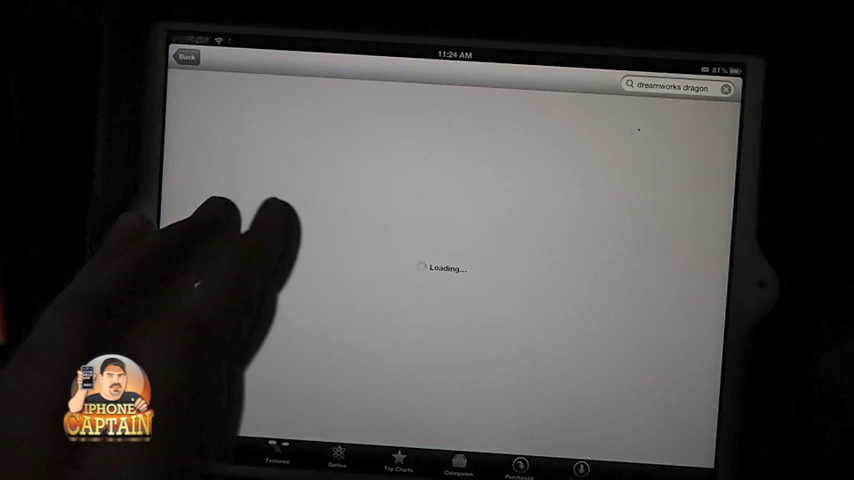 11:24 AM
87%
Back
dreamworks dragon
Loading...
Featured
Genius
Top Charts
Categories
Purchased
IPHONE
CAPTAIN